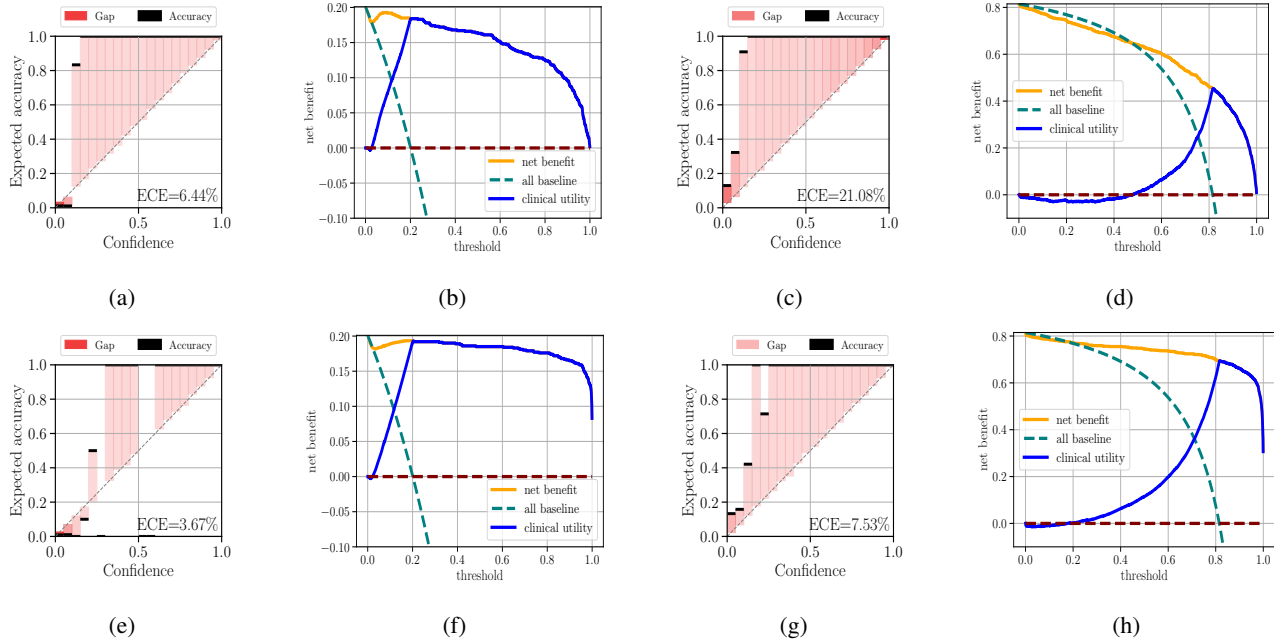 Gap Accuracy
1.0
0.8
0.6
0.4
0.2
0.0
Expected accuracy
ECE=6.44%
0.0 0.5 1.0
Confidence
(a)
0.20
0.15
0.10
0.05
0.00
−0.05
−0.10
net benefit
net benefit
all baseline
clinical utility
0.0 0.2 0.4 0.6 0.8 1.0
threshold
(b)
Gap Accuracy
1.0
0.8
0.6
0.4
0.2
0.0
Expected accuracy
ECE=21.08%
0.0 0.5 1.0
Confidence
(c)
0.8
0.6
0.4
0.2
0.0
net benefit
net benefit
all baseline
clinical utility
0.0 0.2 0.4 0.6 0.8 1.0
threshold
(d)
Gap Accuracy
1.0
0.8
0.6
0.4
0.2
0.0
Expected accuracy
ECE=3.67%
0.0 0.5 1.0
Confidence
(e)
0.20
0.15
0.10
0.05
0.00
−0.05
−0.10
net benefit
net benefit
all baseline
clinical utility
0.0 0.2 0.4 0.6 0.8 1.0
threshold
(f)
Gap Accuracy
1.0
0.8
0.6
0.4
0.2
0.0
Expected accuracy
ECE=7.53%
0.0 0.5 1.0
Confidence
(g)
0.8
0.6
0.4
0.2
0.0
net benefit
net benefit
all baseline
clinical utility
0.0 0.2 0.4 0.6 0.8 1.0
threshold
(h)